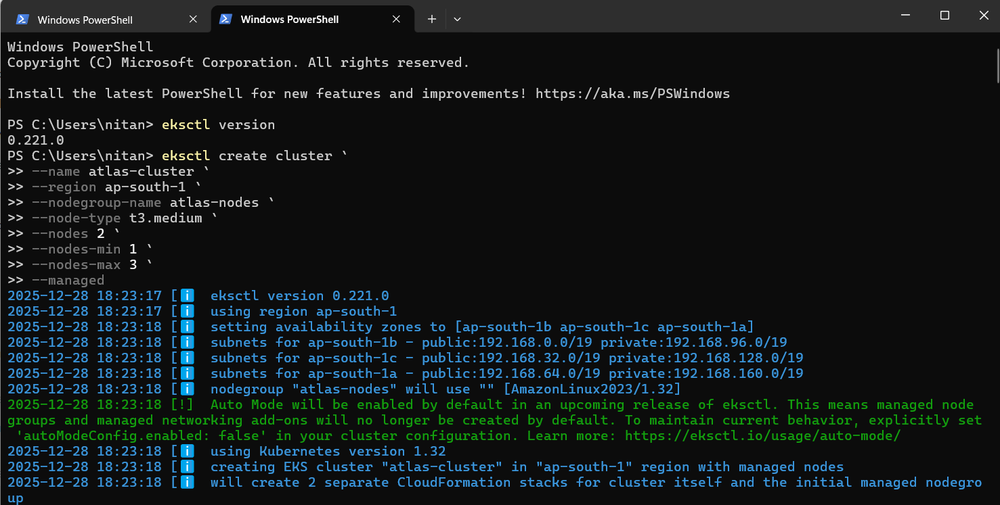 Windows PowerShell
Windows PowerShell
Windows PowerShell
Copyright (C) Microsoft Corporation. All rights reserved.
Install the latest PowerShell for new features and improvements! https://aka.ms/PSWindows
PS C:\Users\nitan> eksctl version
0.221.0
PS C:\Users\nitan> eksctl create cluster `
>> --name atlas-cluster `
>> --region ap-south-1 `
>> --nodegroup-name atlas-nodes `
>> --node-type t3.medium `
>> --nodes 2 `
>> --nodes-min 1 `
>> --nodes-max 3 `
>> --managed
2025-12-28 18:23:17 [ℹ  eksctl version 0.221.0
2025-12-28 18:23:17 [ℹ  using region ap-south-1
2025-12-28 18:23:18 [ℹ  setting availability zones to [ap-south-1b ap-south-1c ap-south-1a]
2025-12-28 18:23:18 [ℹ  subnets for ap-south-1b - public:192.168.0.0/19 private:192.168.96.0/19
2025-12-28 18:23:18 [ℹ  subnets for ap-south-1c - public:192.168.32.0/19 private:192.168.128.0/19
2025-12-28 18:23:18 [ℹ  subnets for ap-south-1a - public:192.168.64.0/19 private:192.168.160.0/19
2025-12-28 18:23:18 [ℹ  nodegroup "atlas-nodes" will use "" [AmazonLinux2023/1.32]
2025-12-28 18:23:18 [!]  Auto Mode will be enabled by default in an upcoming release of eksctl. This means managed node
groups and managed networking add-ons will no longer be created by default. To maintain current behavior, explicitly set
 'autoModeConfig.enabled: false' in your cluster configuration. Learn more: https://eksctl.io/usage/auto-mode/
2025-12-28 18:23:18 [ℹ  using Kubernetes version 1.32
2025-12-28 18:23:18 [ℹ  creating EKS cluster "atlas-cluster" in "ap-south-1" region with managed nodes
2025-12-28 18:23:18 [ℹ  will create 2 separate CloudFormation stacks for cluster itself and the initial managed nodegro
up